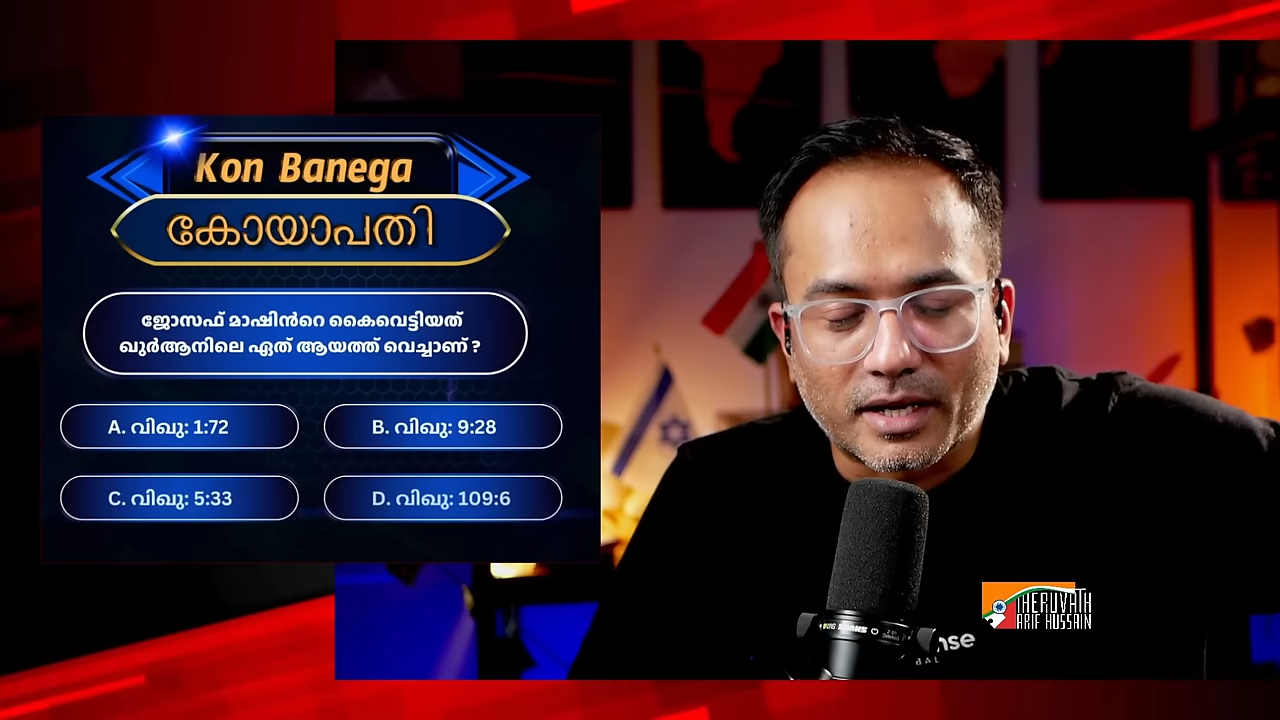 Kon Banega
കോയാപതി
ജോസഫ് മാഷിൻറെ കൈവെട്ടിയത്
ഖുർആനിലെ ഏത് ആയത്ത് വെച്ചാണ് ?
A. വിഖു: 1:72
B. വിഖു: 9:28
C. വിഖു: 5:33
D. വിഖു: 109:6
THERUVATH
ARIF HUSSAIN